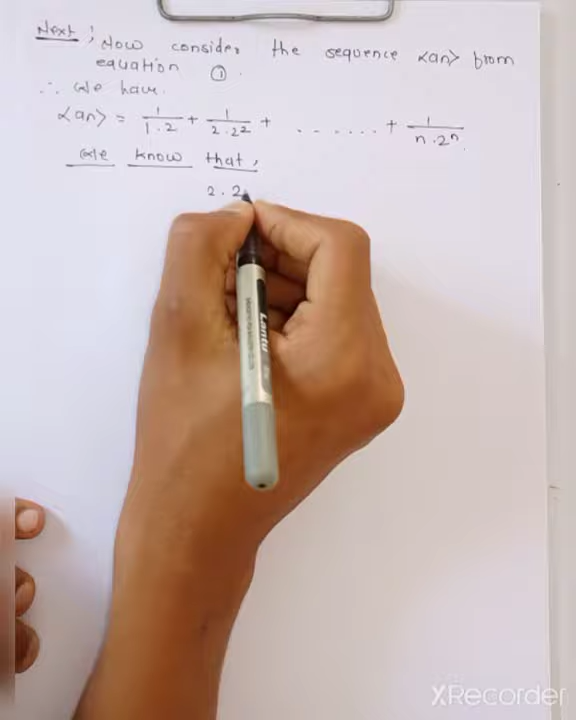 Next ; Now consider the sequence <an> from
equation ①.
∴ We have.
<an> = 1/1.2 + 1/2.2² + ....... + 1/n.2ⁿ.
We know that,
2.2
Lantu
XRecorder